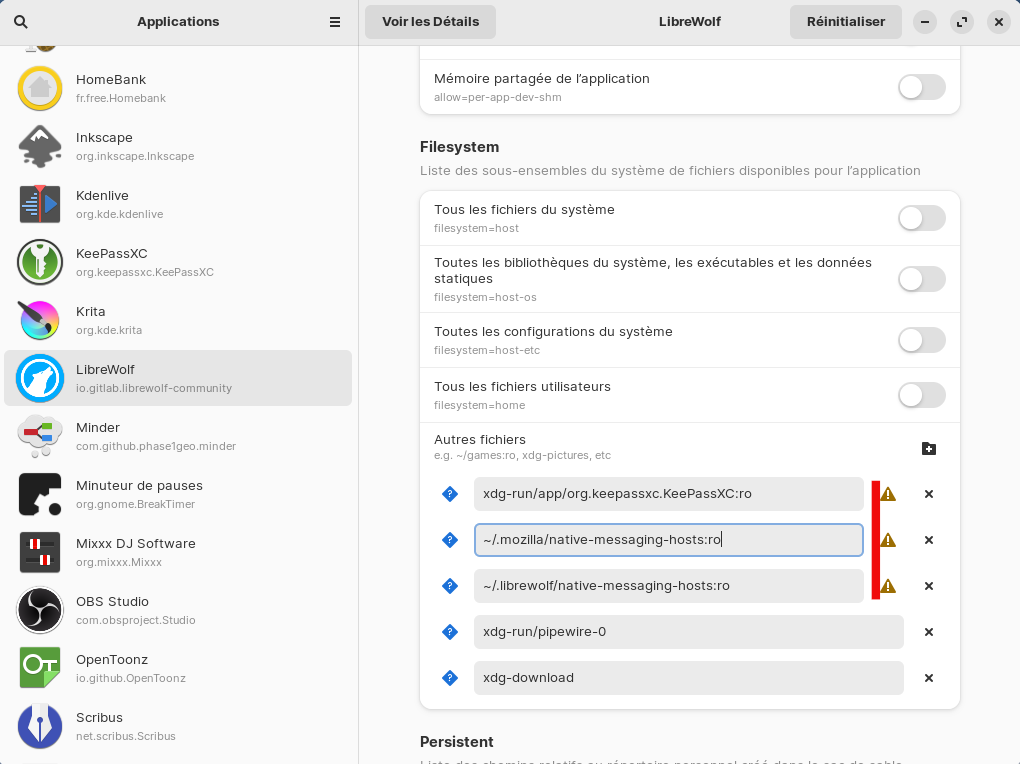 Applications
Voir les Détails
LibreWolf
Réinitialiser
HomeBank
fr.free.Homebank
Inkscape
org.inkscape.Inkscape
Kdenlive
org.kde.kdenlive
KeePassXC
org.keepassxc.KeePassXC
Krita
org.kde.krita
LibreWolf
io.gitlab.librewolf-community
Minder
com.github.phase1geo.minder
Minuteur de pauses
org.gnome.BreakTimer
Mixxx DJ Software
org.mixxx.Mixxx
OBS Studio
com.obsproject.Studio
OpenToonz
io.github.OpenToonz
Scribus
net.scribus.Scribus
Mémoire partagée de l’application
allow=per-app-dev-shm
Filesystem
Liste des sous-ensembles du système de fichiers disponibles pour l’application
Tous les fichiers du système
filesystem=host
Toutes les bibliothèques du système, les exécutables et les données
statiques
filesystem=host-os
Toutes les configurations du système
filesystem=host-etc
Tous les fichiers utilisateurs
filesystem=home
Autres fichiers
e.g. ~/games:ro, xdg-pictures, etc
xdg-run/app/org.keepassxc.KeePassXC:ro
~/.mozilla/native-messaging-hosts:ro
~/.librewolf/native-messaging-hosts:ro
xdg-run/pipewire-0
xdg-download
Persistent